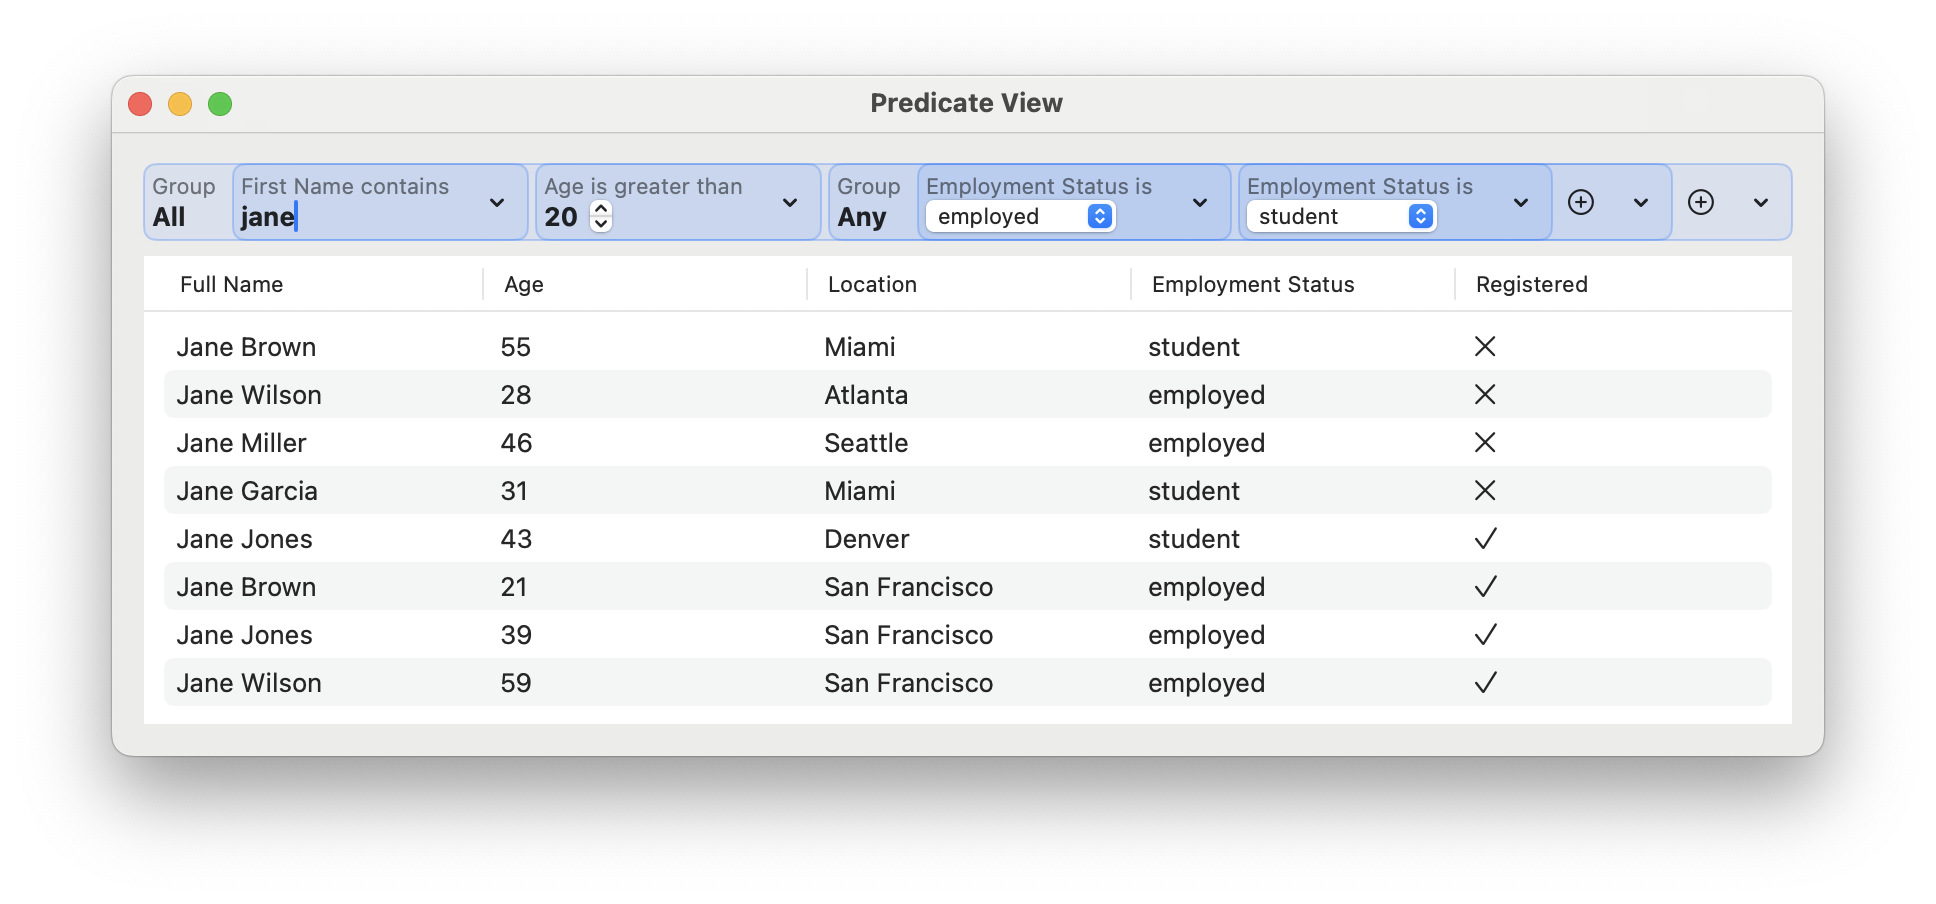 Predicate View
Group First Name contains Age is greater than Group Employment Status is Employment Status is
All jane 20 Any employed student
Full Name Age Location Employment Status Registered
Jane Brown 55 Miami student
Jane Wilson 28 Atlanta employed
Jane Miller 46 Seattle employed
Jane Garcia 31 Miami student
Jane Jones 43 Denver student
Jane Brown 21 San Francisco employed
Jane Jones 39 San Francisco employed
Jane Wilson 59 San Francisco employed